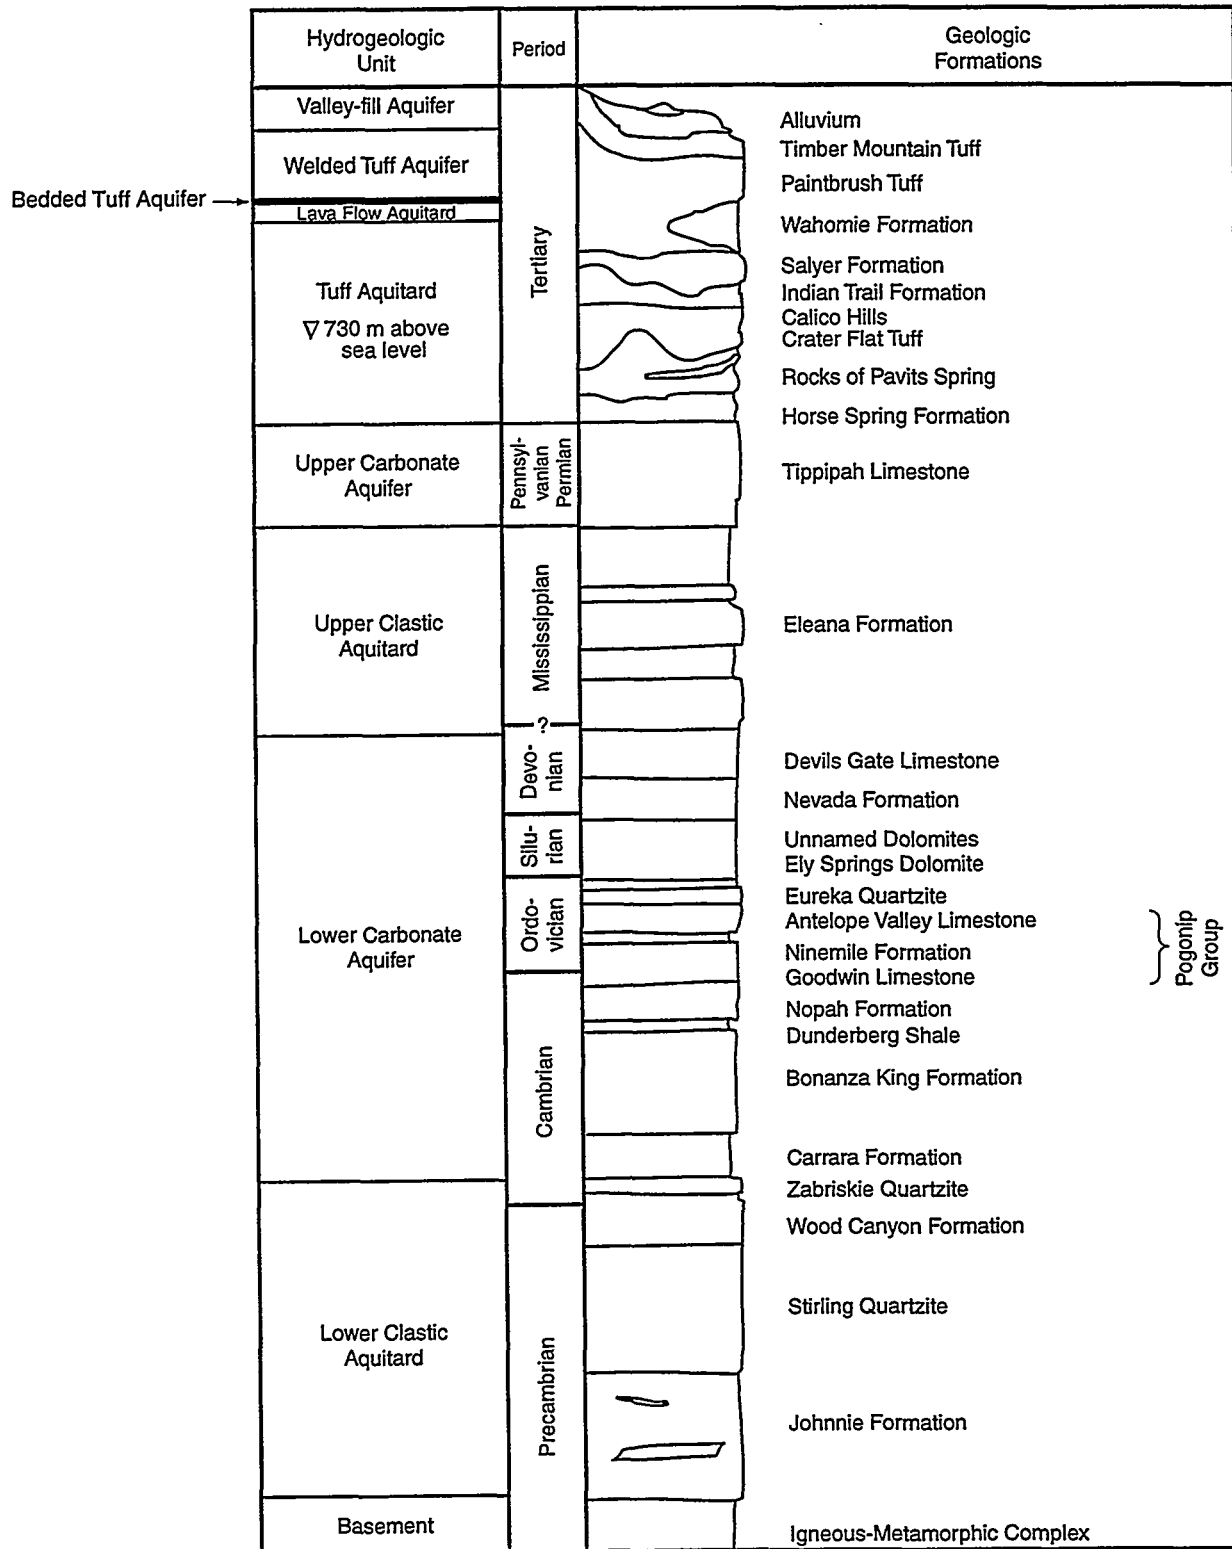 Hydrogeologic
Unit
Period
Geologic
Formations
Valley-fill Aquifer
Welded Tuff Aquifer
Bedded Tuff Aquifer
Lava Flow Aquitard
Tuff Aquitard
∇ 730 m above
sea level
Upper Carbonate
Aquifer
Upper Clastic
Aquitard
Lower Carbonate
Aquifer
Lower Clastic
Aquitard
Basement
Tertiary
Pennsyl-
vanian
Permian
Mississippian
?
Devo-
nian
Silu-
rian
Ordo-
vician
Cambrian
Precambrian
Alluvium
Timber Mountain Tuff
Paintbrush Tuff
Wahomie Formation
Salyer Formation
Indian Trail Formation
Calico Hills
Crater Flat Tuff
Rocks of Pavits Spring
Horse Spring Formation
Tippipah Limestone
Eleana Formation
Devils Gate Limestone
Nevada Formation
Unnamed Dolomites
Ely Springs Dolomite
Eureka Quartzite
Antelope Valley Limestone
Ninemile Formation
Goodwin Limestone
Pogonip
Group
Nopah Formation
Dunderberg Shale
Bonanza King Formation
Carrara Formation
Zabriskie Quartzite
Wood Canyon Formation
Stirling Quartzite
Johnnie Formation
Igneous-Metamorphic Complex